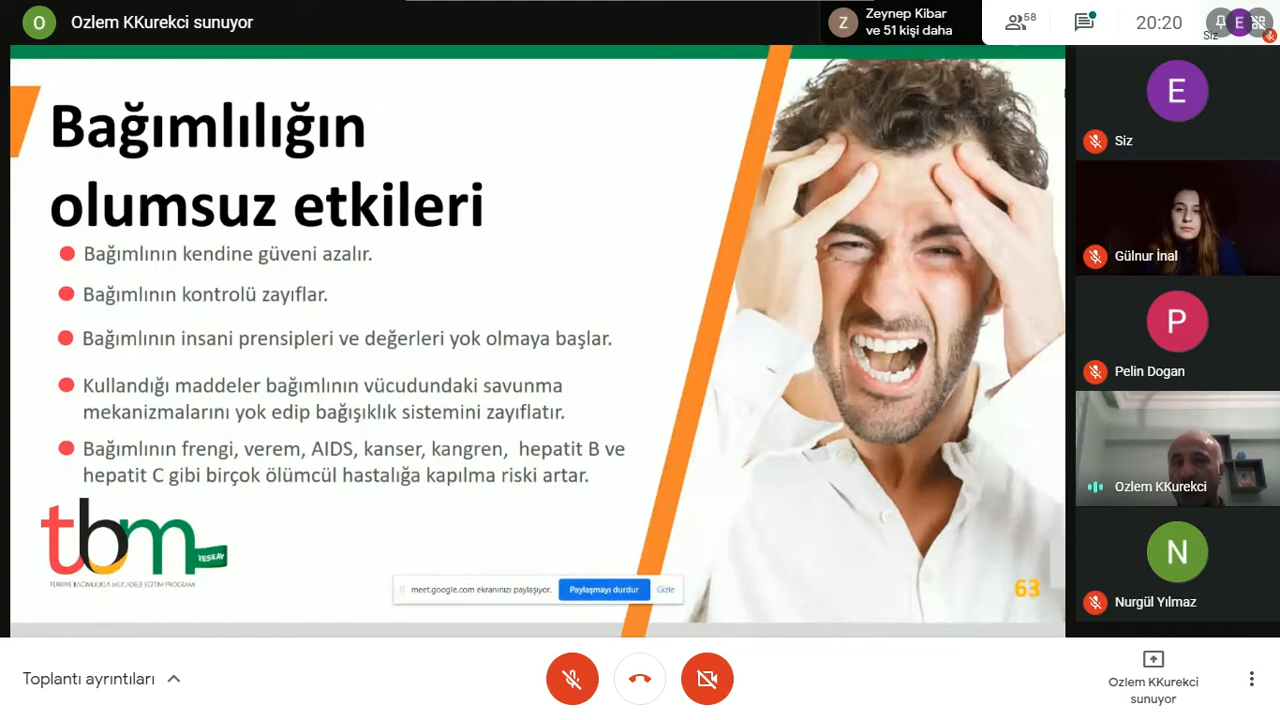 O
Ozlem KKurekci sunuyor
Z
Zeynep Kibar
ve 51 kişi daha
58
20:20
E
Siz
Bağımlılığın
olumsuz etkileri
Bağımlının kendine güveni azalır.
Bağımlının kontrolü zayıflar.
Bağımlının insani prensipleri ve değerleri yok olmaya başlar.
Kullandığı maddeler bağımlının vücudundaki savunma
mekanizmalarını yok edip bağışıklık sistemini zayıflatır.
Bağımlının frengi, verem, AIDS, kanser, kangren, hepatit B ve
hepatit C gibi birçok ölümcül hastalığa kapılma riski artar.
tbm
YEŞİLAY
TÜRKİYE BAĞIMLILIKLA MÜCADELE EĞİTİM PROGRAMI
meet.google.com ekranınızı paylaşıyor.
Paylaşmayı durdur
Gizle
63
E
Siz
Gülnur İnal
P
Pelin Dogan
Ozlem KKurekci
N
Nurgül Yılmaz
Toplantı ayrıntıları
Ozlem KKurekci
sunuyor